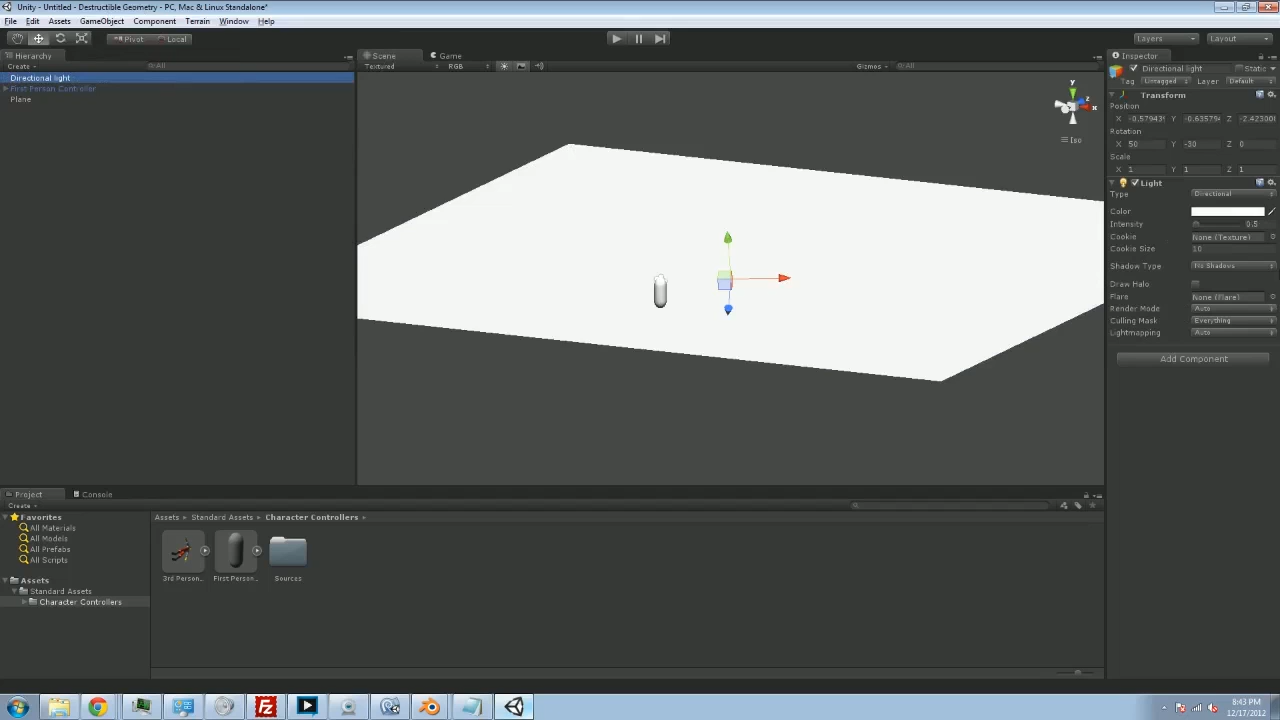 Unity - Untitled - Destructible Geometry - PC, Mac & Linux Standalone*
File Edit Assets GameObject Component Terrain Window Help
Pivot Local Layers Layout
Hierarchy
Create All
Directional light
First Person Controller
Plane
Scene Game
Textured RGB Gizmos All
y
z
x
Iso
Inspector
Directional light Static
Tag Untagged Layer Default
Transform
Position
X Y Z
Rotation
X 50 Y -30 Z 0
Scale
X 1 Y 1 Z 1
Light
Type Directional
Color
Intensity 0.5
Cookie None (Texture)
Cookie Size 10
Shadow Type No Shadows
Draw Halo
Flare None (Flare)
Render Mode Auto
Culling Mask Everything
Lightmapping Auto
Add Component
Project Console
Create
Favorites
All Materials
All Models
All Prefabs
All Scripts
Assets
Standard Assets
Character Controllers
Assets Standard Assets Character Controllers
3rd Person... First Person... Sources
Fz
8:43 PM
12/17/2012